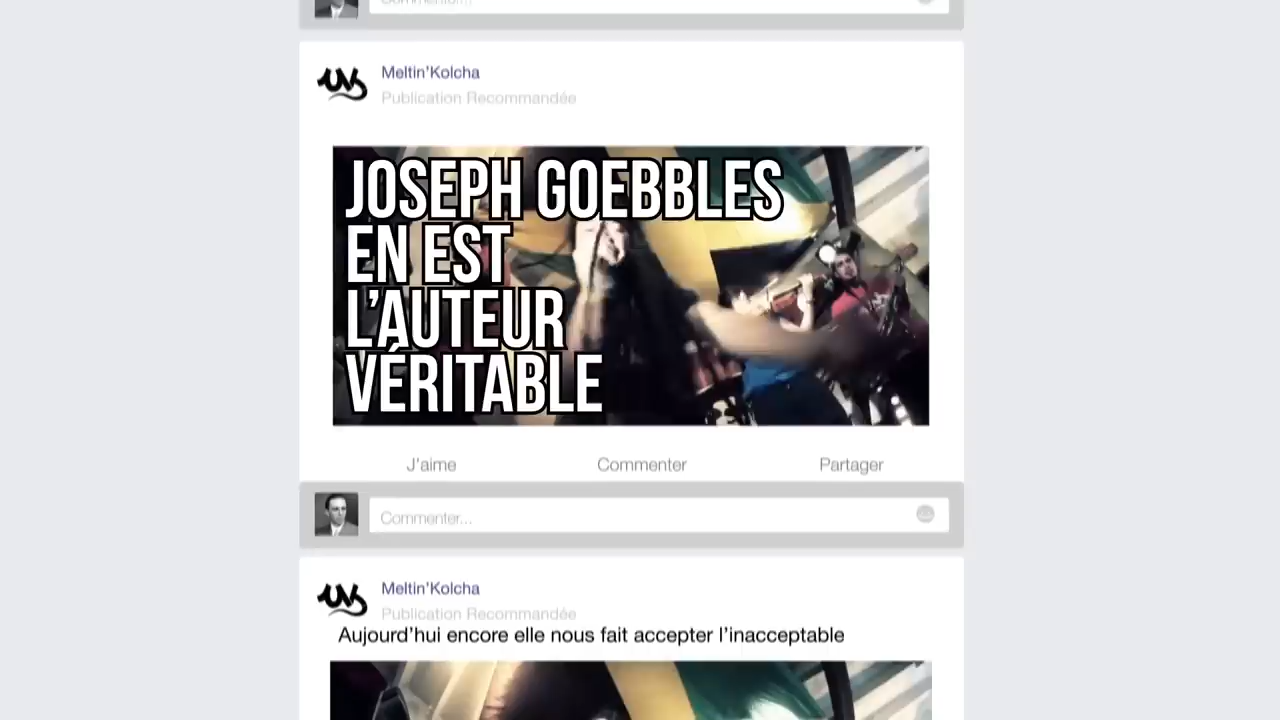 Meltin'Kolcha
Publication Recommandée
JOSEPH GOEBBLES
EN EST
L'AUTEUR
VÉRITABLE
J'aime
Commenter
Partager
Commenter...
Meltin'Kolcha
Publication Recommandée
Aujourd'hui encore elle nous fait accepter l'inacceptable